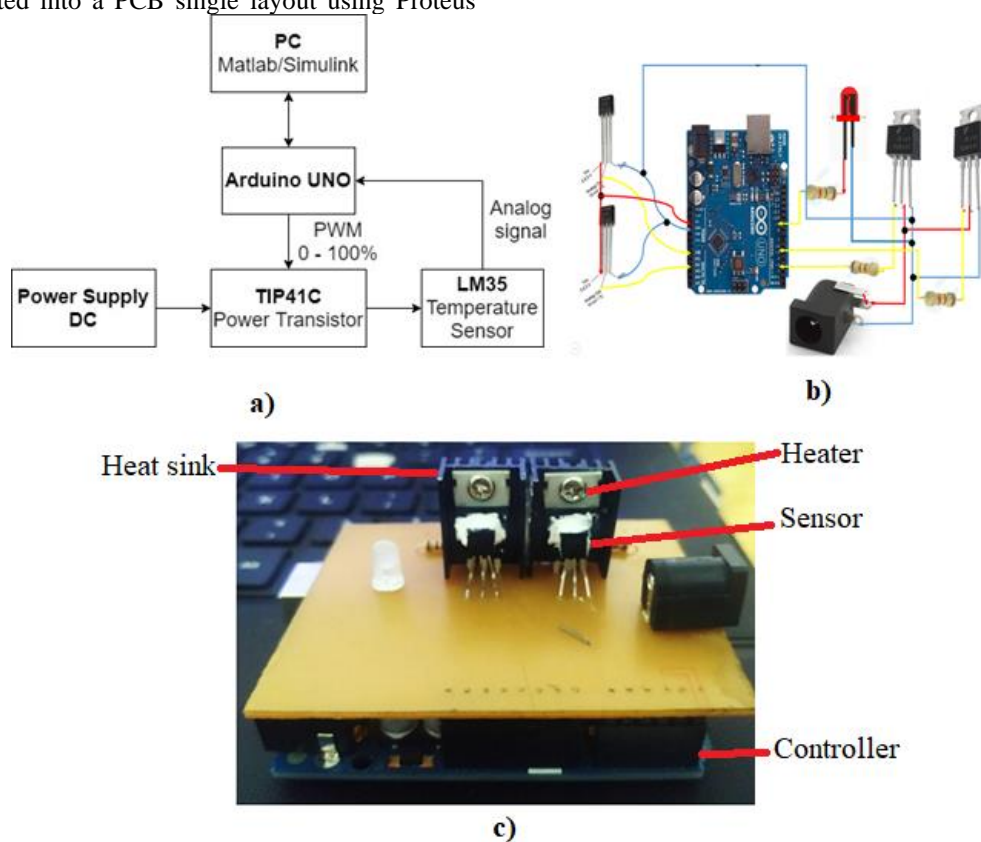 ted into a PCB single layout using Proteus
PC
Matlab/Simulink
Arduino UNO
PWM
0 - 100%
Analog
signal
Power Supply
DC
TIP41C
Power Transistor
LM35
Temperature
Sensor
a)
b)
Heat sink
Heater
Sensor
Controller
c)